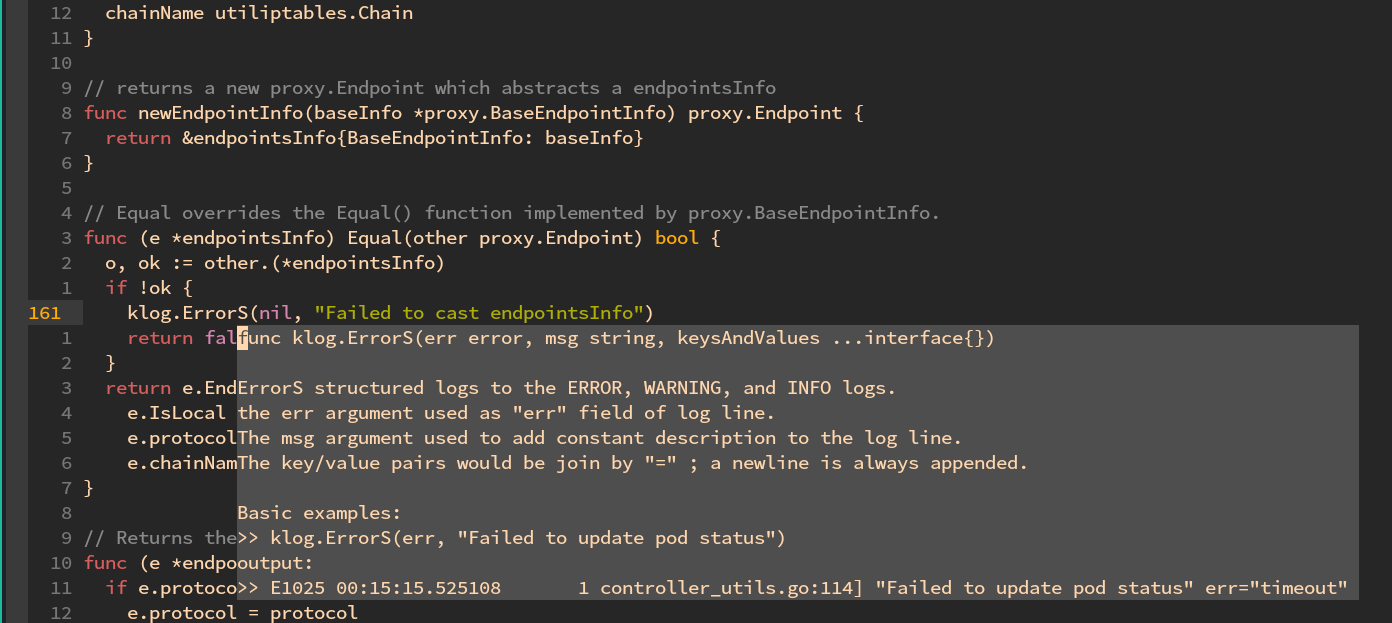 12 chainName utiliptables.Chain
11 }
10
9 // returns a new proxy.Endpoint which abstracts a endpointsInfo
8 func newEndpointInfo(baseInfo *proxy.BaseEndpointInfo) proxy.Endpoint {
7 return &endpointsInfo{BaseEndpointInfo: baseInfo}
6 }
5
4 // Equal overrides the Equal() function implemented by proxy.BaseEndpointInfo.
3 func (e *endpointsInfo) Equal(other proxy.Endpoint) bool {
2 o, ok := other.(*endpointsInfo)
1 if !ok {
161 klog.ErrorS(nil, "Failed to cast endpointsInfo")
1 return falfunc klog.ErrorS(err error, msg string, keysAndValues ...interface{})
2 }
3 return e.EndErrorS structured logs to the ERROR, WARNING, and INFO logs.
4 e.IsLocal the err argument used as "err" field of log line.
5 e.protocolThe msg argument used to add constant description to the log line.
6 e.chainNamThe key/value pairs would be join by "=" ; a newline is always appended.
7 }
8 Basic examples:
9 // Returns the>> klog.ErrorS(err, "Failed to update pod status")
10 func (e *endpooutput:
11 if e.protoco>> E1025 00:15:15.525108 1 controller_utils.go:114] "Failed to update pod status" err="timeout"
12 e.protocol = protocol